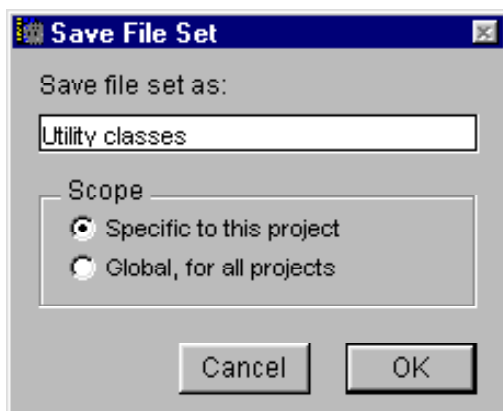 Save File Set
Save file set as:
Utility classes
Scope
Specific to this project
Global, for all projects
Cancel OK